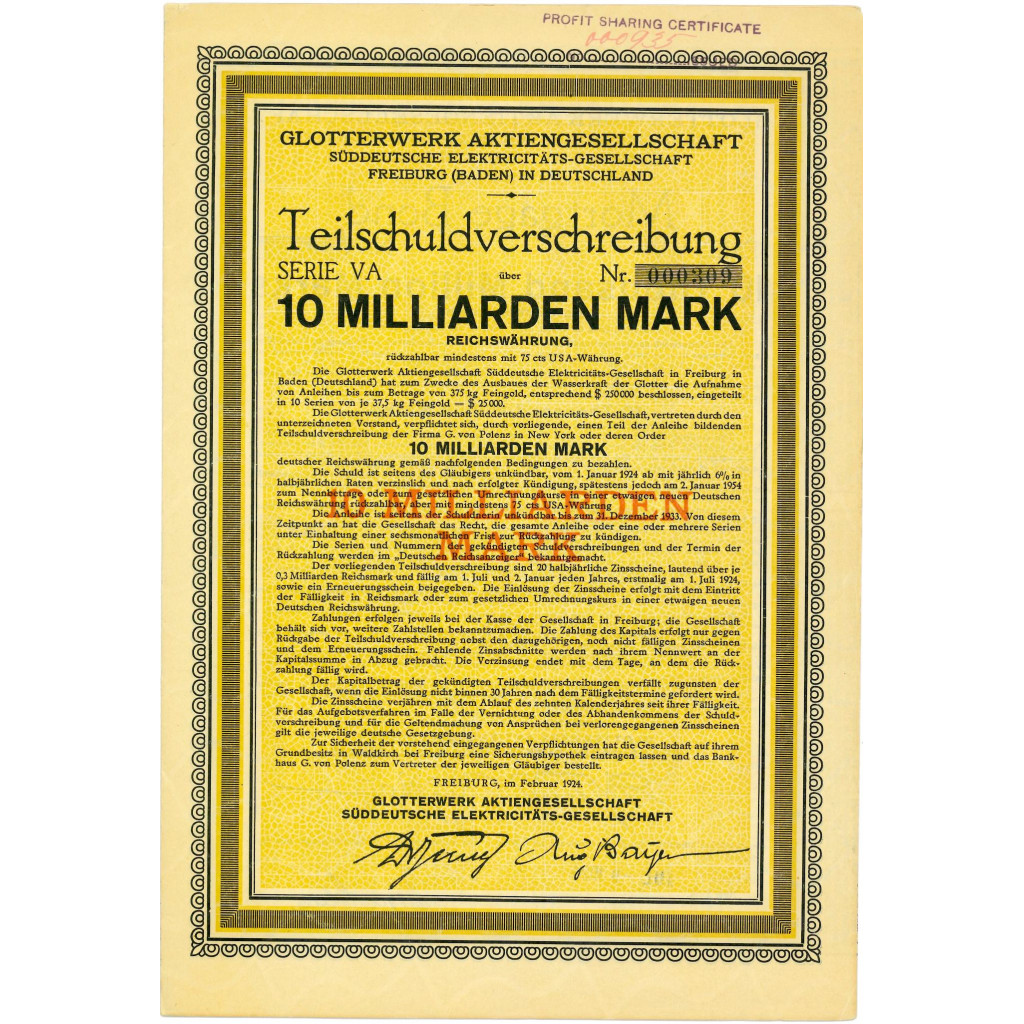 PROFIT SHARING CERTIFICATE
000935
GLOTTERWERK AKTIENGESELLSCHAFT
SÜDDEUTSCHE ELEKTRICITÄTS-GESELLSCHAFT
FREIBURG (BADEN) IN DEUTSCHLAND
Teilschuldverschreibung
SERIE VA über Nr. 000309
10 MILLIARDEN MARK
REICHSWÄHRUNG,
rückzahlbar mindestens mit 75 cts USA-Währung.
Die Glotterwerk Aktiengesellschaft Süddeutsche Elektricitäts-Gesellschaft in Freiburg in
Baden (Deutschland) hat zum Zwecke des Ausbaues der Wasserkraft der Glotter die Aufnahme
von Anleihen bis zum Betrage von 375 kg Feingold, entsprechend $ 250000 beschlossen, eingeteilt
in 10 Serien von je 37,5 kg Feingold — $ 25000.
Die Glotterwerk Aktiengesellschaft Süddeutsche Elektricitäts-Gesellschaft, vertreten durch den
unterzeichneten Vorstand, verpflichtet sich, durch vorliegende, einen Teil der Anleihe bildenden
Teilschuldverschreibung der Firma G. von Polenz in New York oder deren Order
10 MILLIARDEN MARK
deutscher Reichswährung gemäß nachfolgenden Bedingungen zu bezahlen.
Die Schuld ist seitens des Gläubigers unkündbar, vom 1. Januar 1924 ab mit jährlich 6% in
halbjährlichen Raten verzinslich und nach erfolgter Kündigung, spätestens jedoch am 2. Januar 1954
zum Nennbetrage oder zum gesetzlichen Umrechnungskurse in einer etwaigen neuen Deutschen
Reichswährung rückzahlbar, aber mit mindestens 75 cts USA-Währung
Die Anleihe ist seitens der Schuldnerin unkündbar bis zum 31. Dezember 1933. Von diesem
Zeitpunkt an hat die Gesellschaft das Recht, die gesamte Anleihe oder eine oder mehrere Serien
unter Einhaltung einer sechsmonatlichen Frist zur Rückzahlung zu kündigen.
Die Serien und Nummern der gekündigten Teilschuldverschreibungen und der Termin der
Rückzahlung werden im „Deutschen Reichsanzeiger" bekanntgemacht.
10 MILLIARDEN
MARK
Der vorliegenden Teilschuldverschreibung sind 20 halbjährliche Zinsscheine, lautend über je
0,3 Milliarden Reichsmark und fällig am 1. Juli und 2. Januar jeden Jahres, erstmalig am 1. Juli 1924,
sowie ein Erneuerungsschein beigegeben. Die Einlösung der Zinsscheine erfolgt mit dem Eintritt
der Fälligkeit in Reichsmark oder zum gesetzlichen Umrechnungskurs in einer etwaigen neuen
Deutschen Reichswährung.
Zahlungen erfolgen jeweils bei der Kasse der Gesellschaft in Freiburg; die Gesellschaft
behält sich vor, weitere Zahlstellen bekanntzumachen. Die Zahlung des Kapitals erfolgt nur gegen
Rückgabe der Teilschuldverschreibung nebst den dazugehörigen, noch nicht fälligen Zinsscheinen
und dem Erneuerungsschein. Fehlende Zinsabschnitte werden nach ihrem Nennwert an der
Kapitalssumme in Abzug gebracht. Die Verzinsung endet mit dem Tage, an dem die Rück-
zahlung fällig wird.
Der Kapitalbetrag der gekündigten Teilschuldverschreibungen verfällt zugunsten der
Gesellschaft, wenn die Einlösung nicht binnen 30 Jahren nach dem Fälligkeitstermine gefordert wird.
Die Zinsscheine verjähren mit dem Ablauf des zehnten Kalenderjahres seit ihrer Fälligkeit.
Für das Aufgebotsverfahren im Falle der Vernichtung oder des Abhandenkommens der Schuld-
verschreibung und für die Geltendmachung von Ansprüchen bei verlorengegangenen Zinsscheinen
gilt die jeweilige deutsche Gesetzgebung.
Zur Sicherheit der vorstehend eingegangenen Verpflichtungen hat die Gesellschaft auf ihrem
Grundbesitz in Waldkirch bei Freiburg eine Sicherungshypothek eintragen lassen und das Bank-
haus G. von Polenz zum Vertreter der jeweiligen Gläubiger bestellt.
FREIBURG, im Februar 1924.
GLOTTERWERK AKTIENGESELLSCHAFT
SÜDDEUTSCHE ELEKTRICITÄTS-GESELLSCHAFT